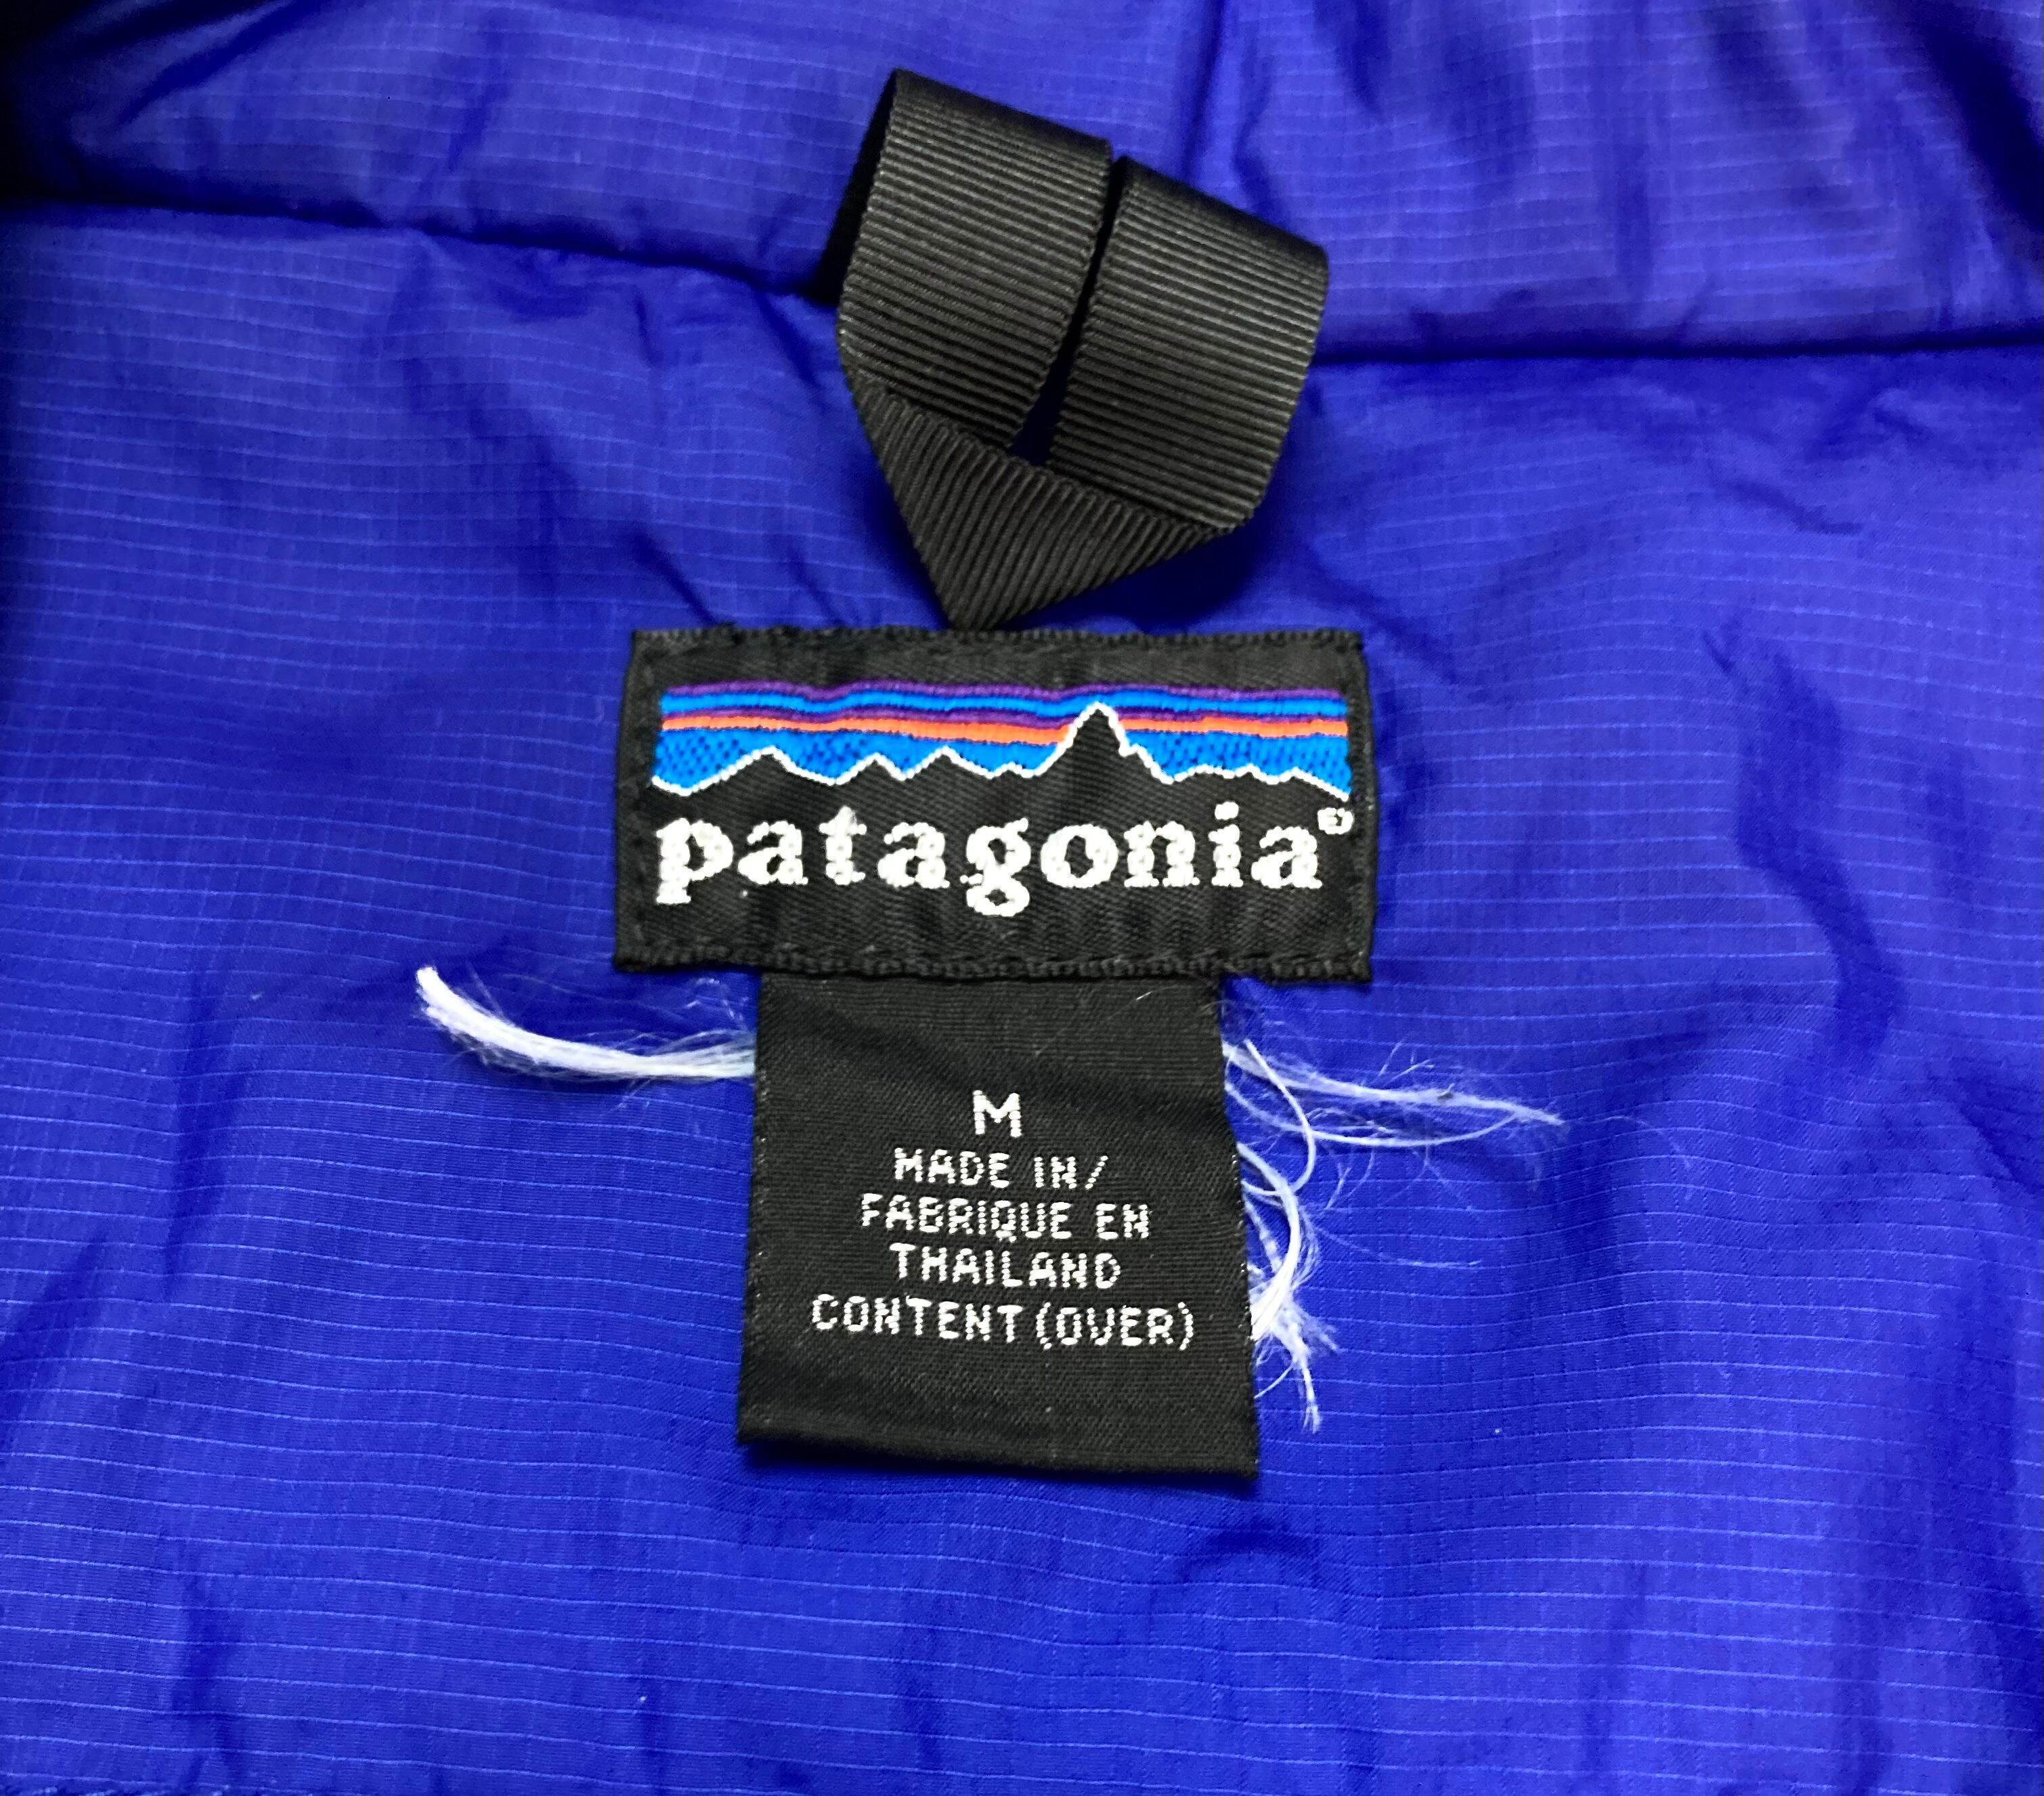 patagonia®
M
MADE IN/
FABRIQUE EN
THAILAND
CONTENT (OVER)